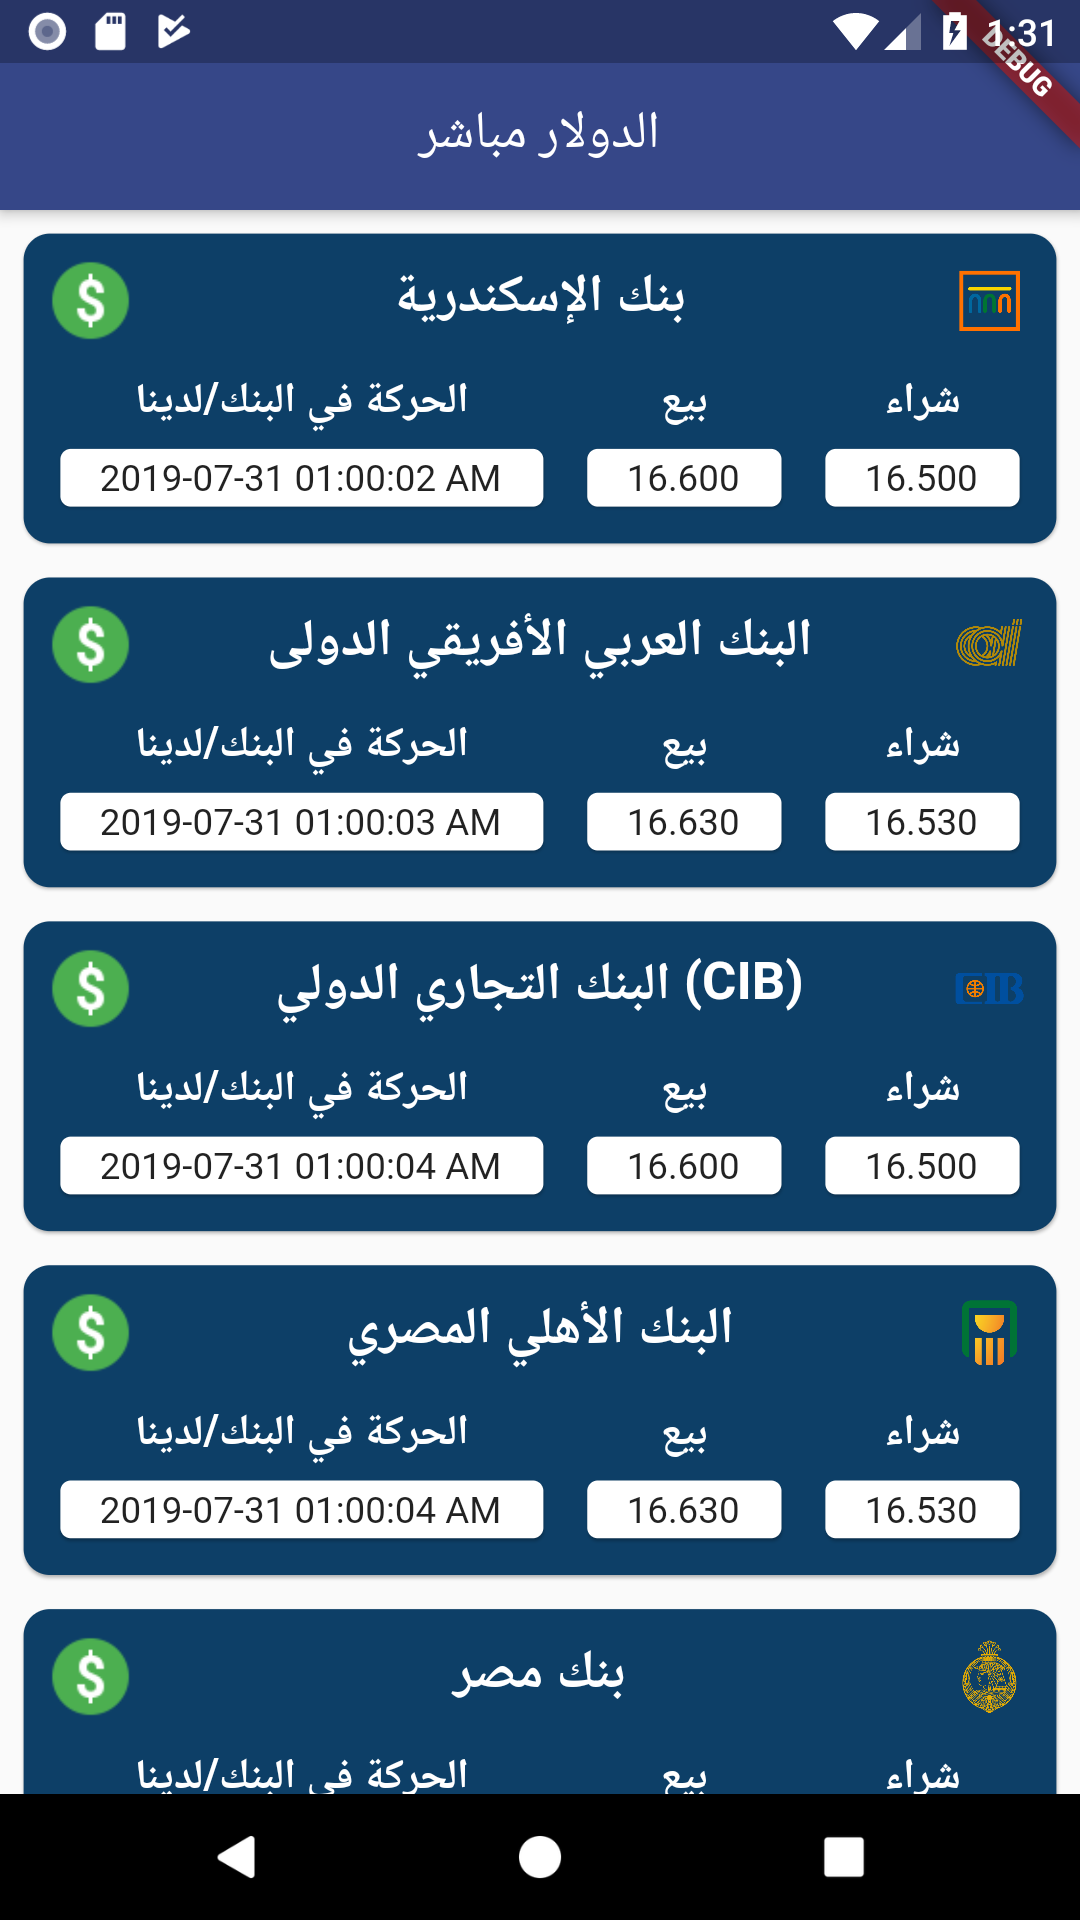 1:31
DEBUG
الدولار مباشر
بنك الإسكندرية
شراء بيع الحركة في البنك/لدينا
16.500 16.600 2019-07-31 01:00:02 AM
البنك العربي الأفريقي الدولى
شراء بيع الحركة في البنك/لدينا
16.530 16.630 2019-07-31 01:00:03 AM
CIB
البنك التجاري الدولي (CIB)
شراء بيع الحركة في البنك/لدينا
16.500 16.600 2019-07-31 01:00:04 AM
البنك الأهلي المصري
شراء بيع الحركة في البنك/لدينا
16.530 16.630 2019-07-31 01:00:04 AM
بنك مصر
شراء بيع الحركة في البنك/لدينا